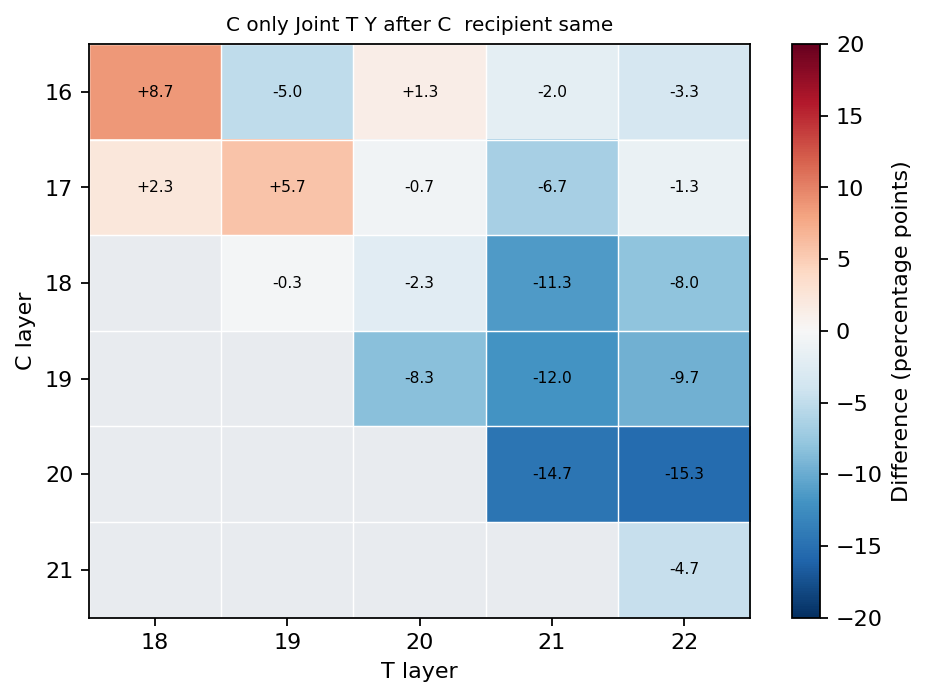 C only Joint T Y after C  recipient same
C layer
16 +8.7 -5.0 +1.3 -2.0 -3.3
17 +2.3 +5.7 -0.7 -6.7 -1.3
18 -0.3 -2.3 -11.3 -8.0
19 -8.3 -12.0 -9.7
20 -14.7 -15.3
21 -4.7
18 19 20 21 22
T layer
20
15
10
5
0
−5
−10
−15
−20
Difference (percentage points)